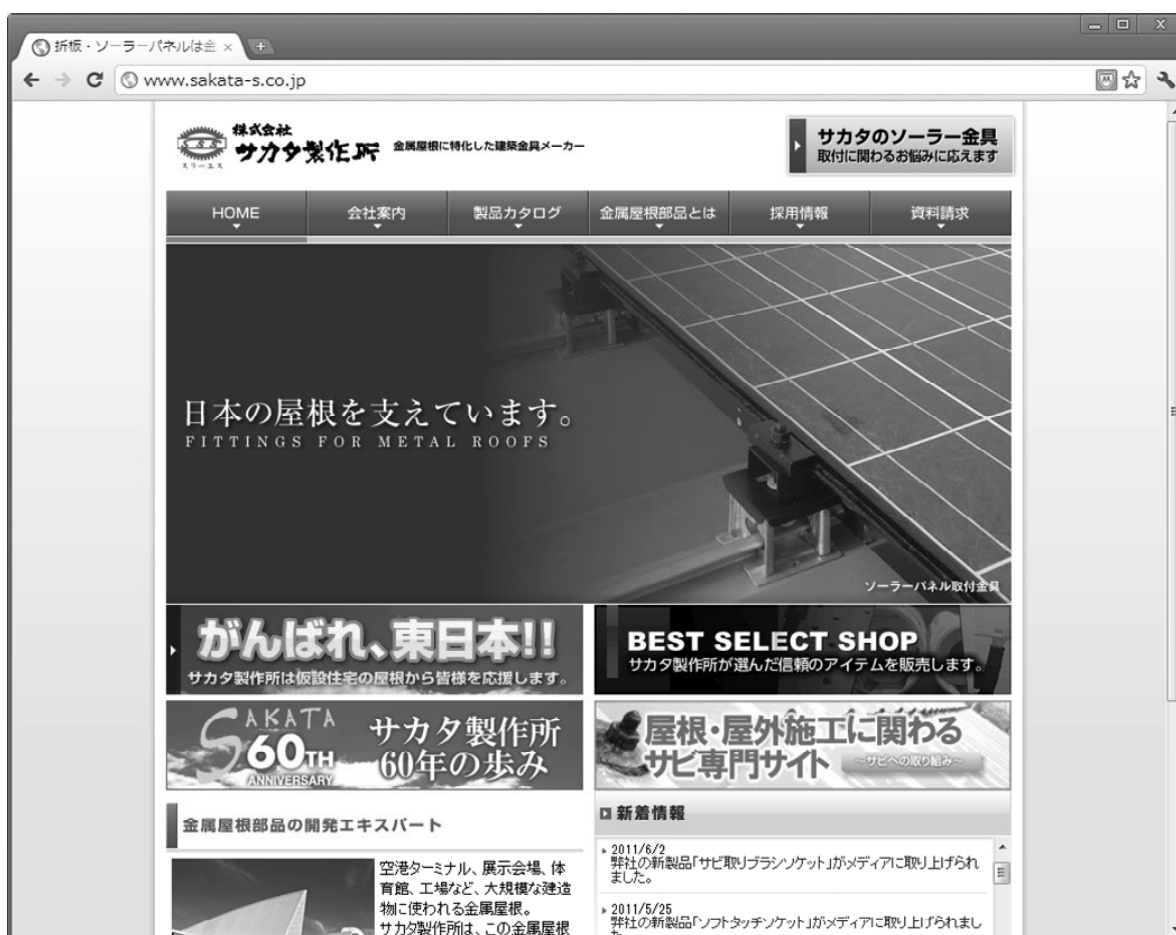 折板・ソーラーパネルは金
www.sakata-s.co.jp
SSS
スリーエス
株式会社
サカタ製作所
金属屋根に特化した建築金具メーカー
サカタのソーラー金具
取付に関わるお悩みに応えます
HOME
会社案内
製品カタログ
金属屋根部品とは
採用情報
資料請求
日本の屋根を支えています。
FITTINGS FOR METAL ROOFS
ソーラーパネル取付金具
がんばれ、東日本!!
サカタ製作所は仮設住宅の屋根から皆様を応援します。
BEST SELECT SHOP
サカタ製作所が選んだ信頼のアイテムを販売します。
SAKATA
60TH
ANNIVERSARY
サカタ製作所
60年の歩み
屋根・屋外施工に関わる
サビ専門サイト
～サビへの取り組み～
金属屋根部品の開発エキスパート
空港ターミナル、展示会場、体
育館、工場など、大規模な建造
物に使われる金属屋根。
サカタ製作所は、この金属屋根
新着情報
2011/6/2
弊社の新製品「サビ取りブラシソケット」がメディアに取り上げられ
ました。
2011/5/25
弊社の新製品「ソフトタッチソケット」がメディアに取り上げられまし